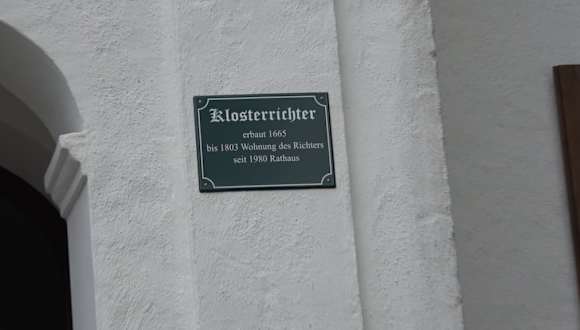 Klosterrichter
erbaut 1665
bis 1803 Wohnung des Richters
seit 1980 Rathaus